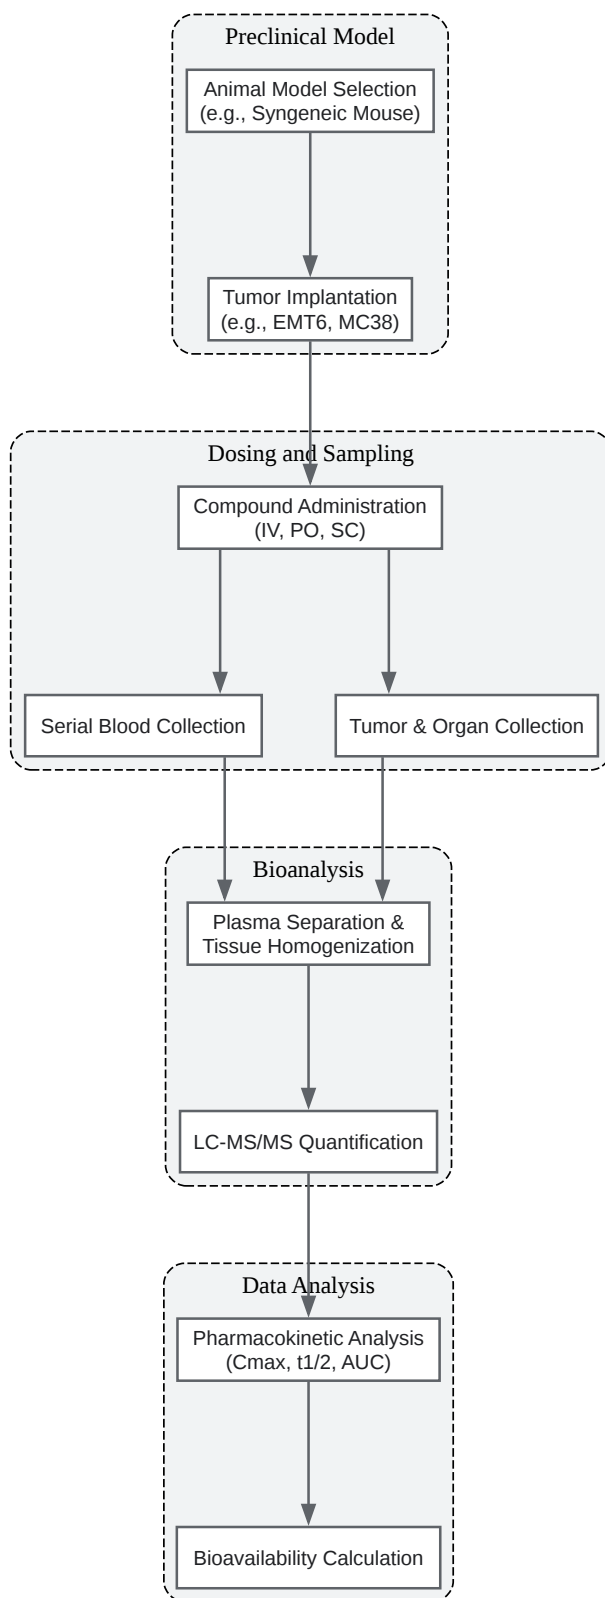 Preclinical Model
Animal Model Selection
(e.g., Syngeneic Mouse)
Tumor Implantation
(e.g., EMT6, MC38)
Dosing and Sampling
Compound Administration
(IV, PO, SC)
Serial Blood Collection
Tumor & Organ Collection
Bioanalysis
Plasma Separation &
Tissue Homogenization
LC-MS/MS Quantification
Data Analysis
Pharmacokinetic Analysis
(Cmax, t1/2, AUC)
Bioavailability Calculation